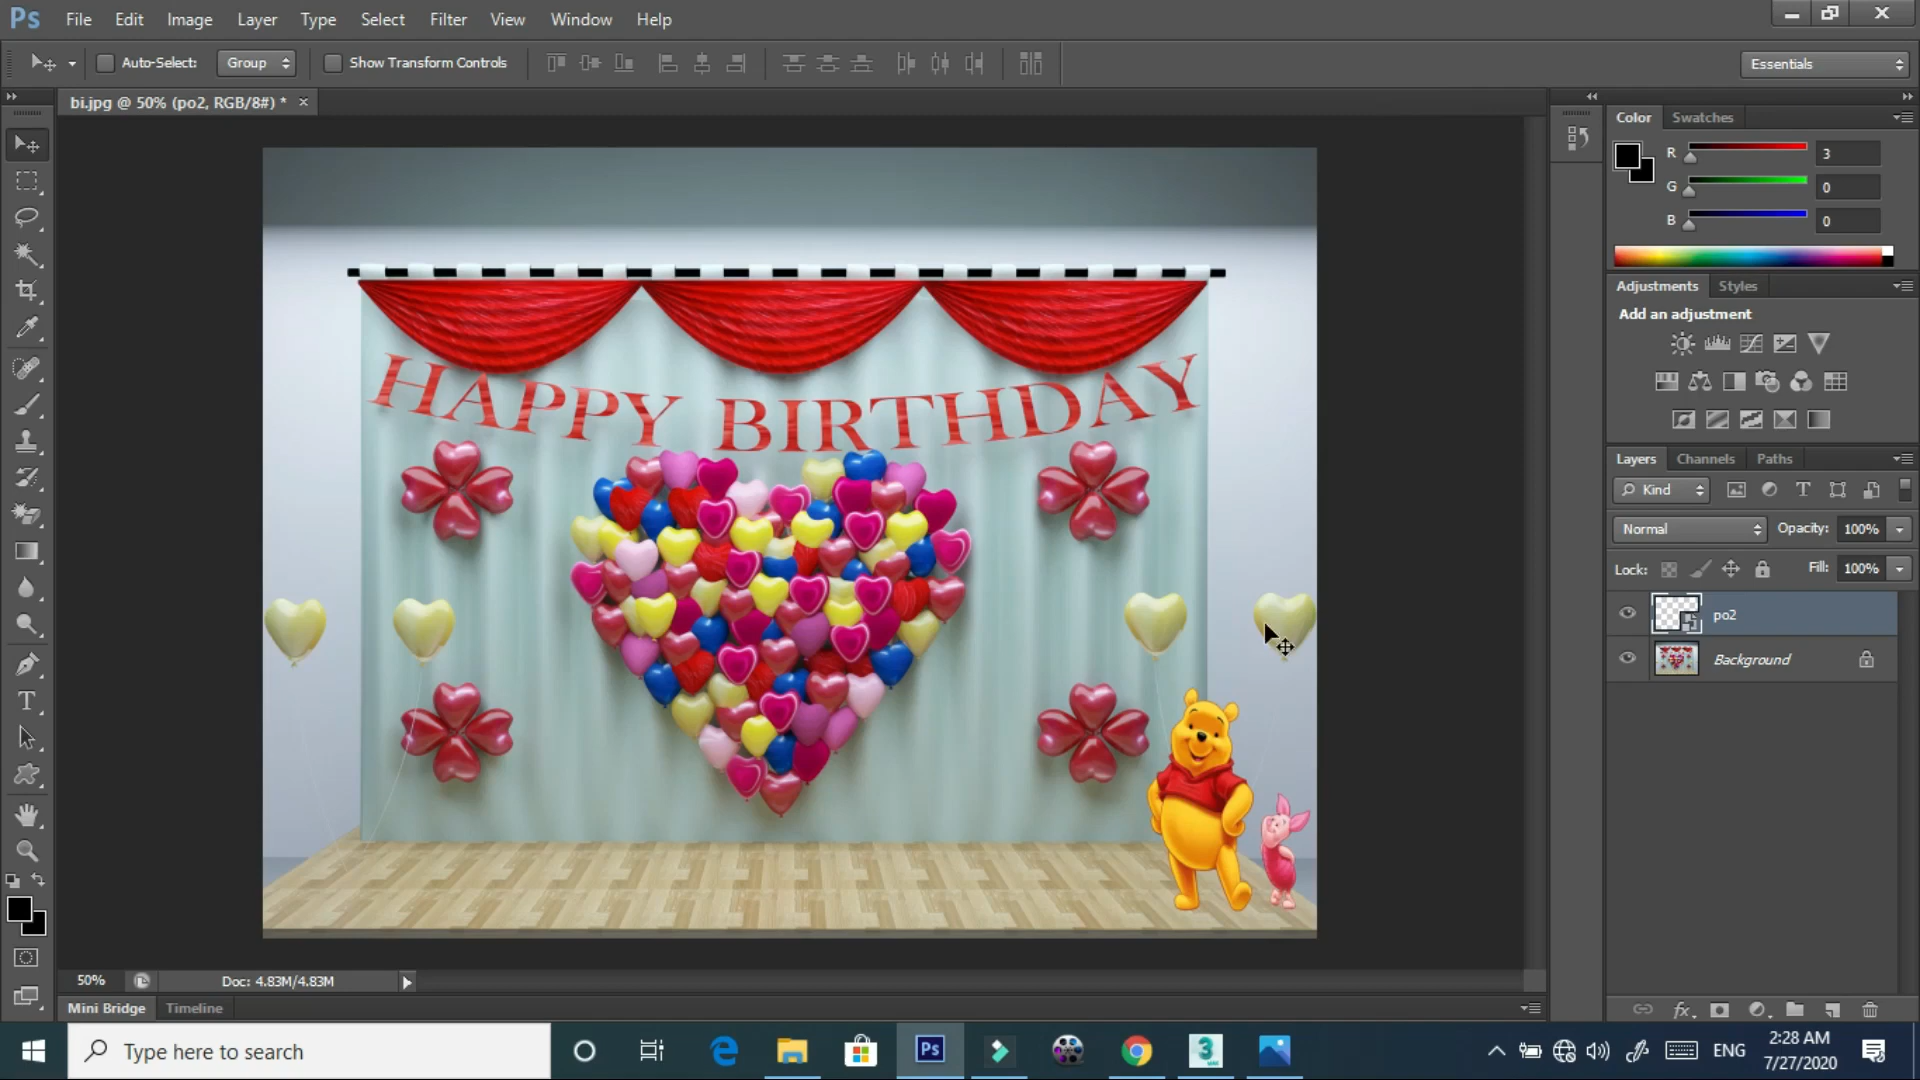 Ps File Edit Image Layer Type Select Filter View Window Help
Auto-Select: Group Show Transform Controls Essentials
bi.jpg @ 50% (po2, RGB/8#) * ×
Color Swatches
R 3
G 0
B 0
Adjustments Styles
Add an adjustment
HAPPY BIRTHDAY
Layers Channels Paths
Kind
Normal Opacity: 100%
Lock: Fill: 100%
po2
Background
50% Doc: 4.83M/4.83M
Mini Bridge Timeline
Type here to search
Ps
3
ENG
2:28 AM
7/27/2020